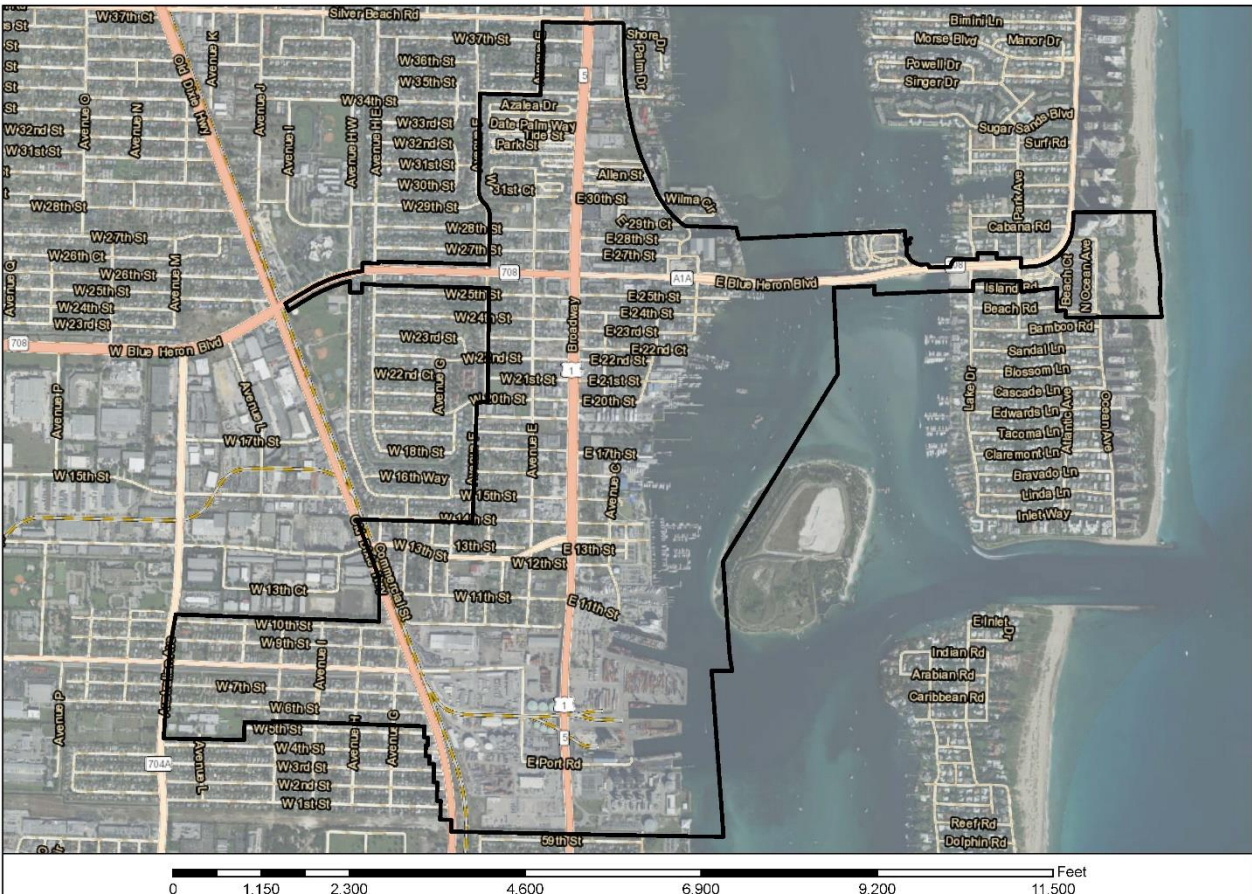 W 37th Ct
Silver Beach Rd
Bimini Ln
St
Avenue K
W 37th St
Avenue E
Shore Dr
Morse Blvd
Manor Dr
St
W 36th St
Palm Dr
Powell Dr
St
Old Dixie Hwy
W 35th St
5
Singer Dr
St
Avenue O
Avenue N
Avenue J
W 34th St
Azalea Dr
Avenue I
W 33rd St
Date Palm Way
Sugar Sands Blvd
W 32nd St
W 32nd St
Tide St
W 31st St
Park St
Surf Rd
W 31st St
Allen St
W 30th St
W
31st Ct
Park Ave
W 28th St
W 29th St
E 30th St
Wilma Cir
E 29th Ct
W 28th St
E 28th St
Cabana Rd
W 27th St
W 27th St
E 27th St
W 26th Ct
Avenue M
W 26th St
708
A1A
E Blue Heron Blvd
Beach Ct
N Ocean Ave
Avenue Q
W 25th St
W 25th St
E 25th St
Island Rd
W 24th St
W 24th St
E 24th St
Beach Rd
W 23rd St
W 23rd St
Broadway
E 23rd St
Bamboo Rd
708
W Blue Heron Blvd
W 22nd St
E 22nd Ct
E 22nd St
Sandal Ln
W 22nd Ct
Avenue G
W 21st St
1
E 21st St
Blossom Ln
Avenue P
Avenue L
W 20th St
E 20th St
Lake Dr
Cascade Ln
Atlantic Ave
Ocean Ave
Edwards Ln
W 17th St
W 18th St
Avenue E
E 17th St
Tacoma Ln
W 15th St
W 16th Way
Avenue C
Claremont Ln
Bravado Ln
W 15th St
Linda Ln
W 14th St
Inlet Way
W 13th St
13th St
E 13th St
W 12th St
Commercial St
W 13th Ct
W 11th St
E 11th St
W 10th St
E Inlet Dr
W 9th St
Avenue I
Indian Rd
Avenue P
W 7th St
Arabian Rd
W 6th St
1
Caribbean Rd
W 5th St
Avenue H
Avenue G
Avenue L
W 4th St
5
704A
W 3rd St
E Port Rd
W 2nd St
W 1st St
Reef Rd
59th St
Dolphin Rd
Feet
0 1,150 2,300 4,600 6,900 9,200 11,500